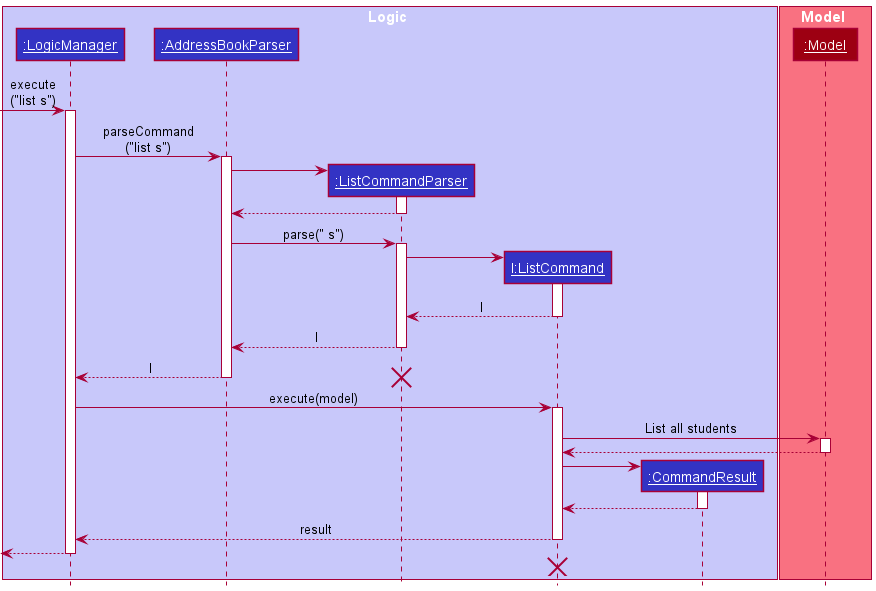 Logic
Model
:LogicManager
:AddressBookParser
:Model
execute
("list s")
parseCommand
("list s")
:ListCommandParser
parse(" s")
l:ListCommand
l
l
l
execute(model)
List all students
:CommandResult
result